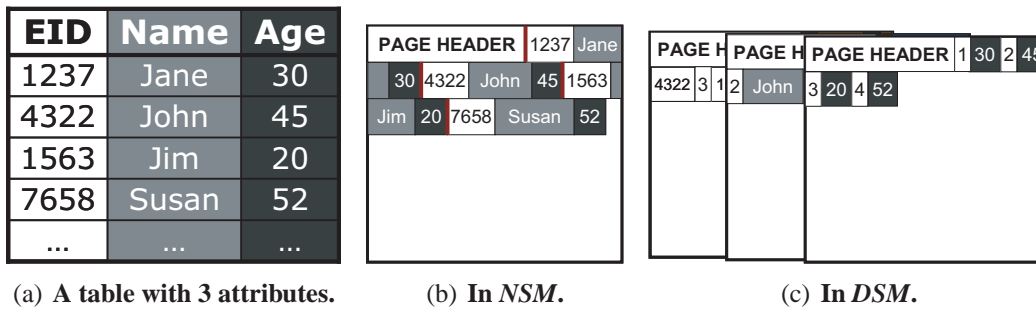 EID Name Age
1237 Jane 30
4322 John 45
1563 Jim 20
7658 Susan 52
... ... ...
(a) A table with 3 attributes.
PAGE HEADER 1237 Jane
30 4322 John 45 1563
Jim 20 7658 Susan 52
(b) In NSM.
PAGE H
4322 3 1
PAGE H
2 John
PAGE HEADER 1 30 2 45
3 20 4 52
(c) In DSM.